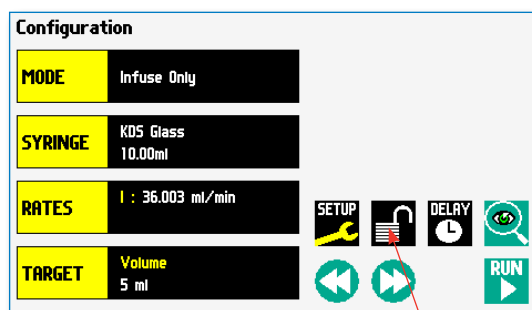 Configuration
MODE
Infuse Only
SYRINGE
KDS Glass
10.00ml
RATES
I : 36.003 ml/min
TARGET
Volume
5 ml
SETUP
DELAY
RUN